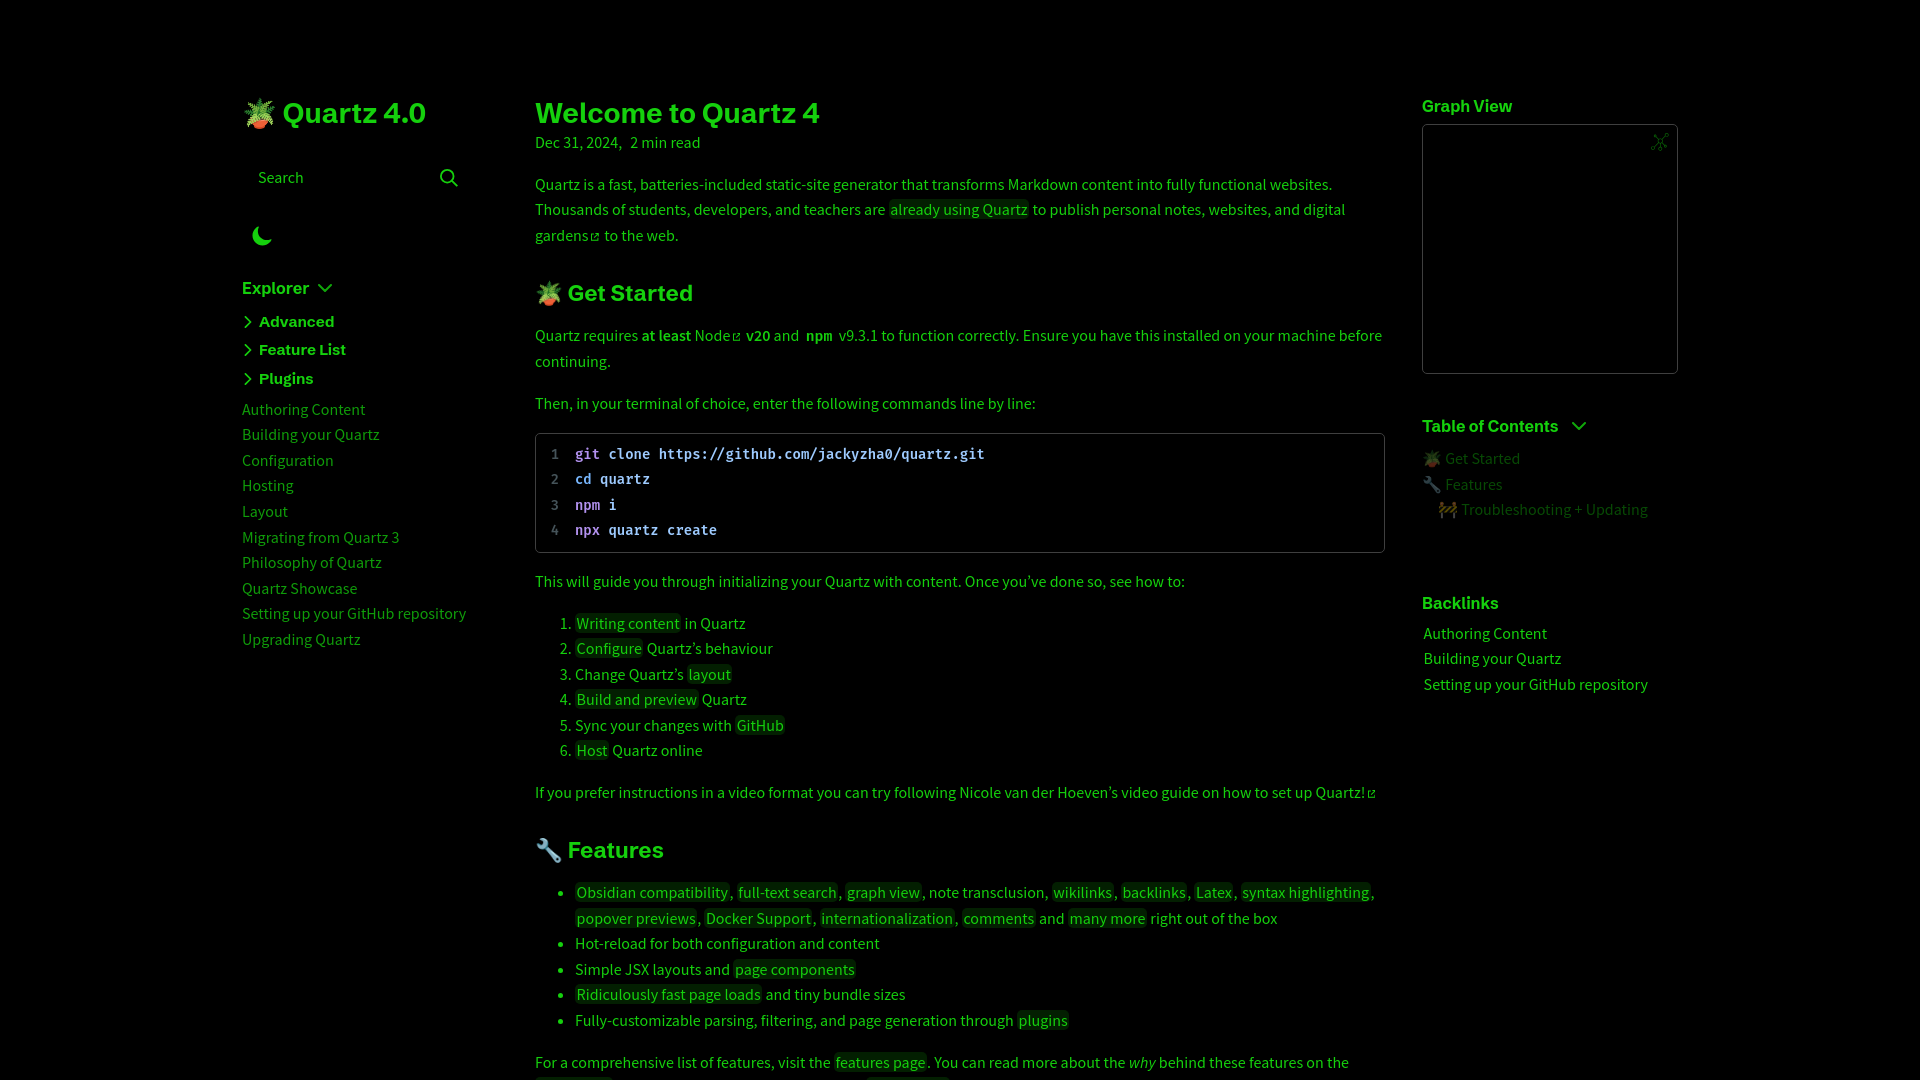 🪴 Quartz 4.0
Search
Explorer
Advanced
Feature List
Plugins
Authoring Content
Building your Quartz
Configuration
Hosting
Layout
Migrating from Quartz 3
Philosophy of Quartz
Quartz Showcase
Setting up your GitHub repository
Upgrading Quartz
Welcome to Quartz 4
Dec 31, 2024, 2 min read
Quartz is a fast, batteries-included static-site generator that transforms Markdown content into fully functional websites.
Thousands of students, developers, and teachers are already using Quartz to publish personal notes, websites, and digital
gardens to the web.
🪴 Get Started
Quartz requires at least Node v20 and npm v9.3.1 to function correctly. Ensure you have this installed on your machine before
continuing.
Then, in your terminal of choice, enter the following commands line by line:
1 git clone https://github.com/jackyzha0/quartz.git
2 cd quartz
3 npm i
4 npx quartz create
This will guide you through initializing your Quartz with content. Once you’ve done so, see how to:
1. Writing content in Quartz
2. Configure Quartz’s behaviour
3. Change Quartz’s layout
4. Build and preview Quartz
5. Sync your changes with GitHub
6. Host Quartz online
If you prefer instructions in a video format you can try following Nicole van der Hoeven’s video guide on how to set up Quartz!
🔧 Features
• Obsidian compatibility, full-text search, graph view, note transclusion, wikilinks, backlinks, Latex, syntax highlighting,
popover previews, Docker Support, internationalization, comments and many more right out of the box
• Hot-reload for both configuration and content
• Simple JSX layouts and page components
• Ridiculously fast page loads and tiny bundle sizes
• Fully-customizable parsing, filtering, and page generation through plugins
For a comprehensive list of features, visit the features page. You can read more about the why behind these features on the
Graph View
Table of Contents
🪴 Get Started
🔧 Features
🚧 Troubleshooting + Updating
Backlinks
Authoring Content
Building your Quartz
Setting up your GitHub repository